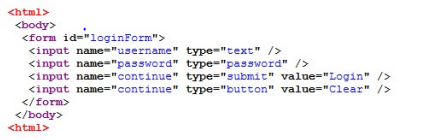 <html>
<body>
<form id="loginForm">
<input name="username" type="text" />
<input name="password" type="password" />
<input name="continue" type="submit" value="Login" />
<input name="continue" type="button" value="Clear" />
</form>
</body>
<html>